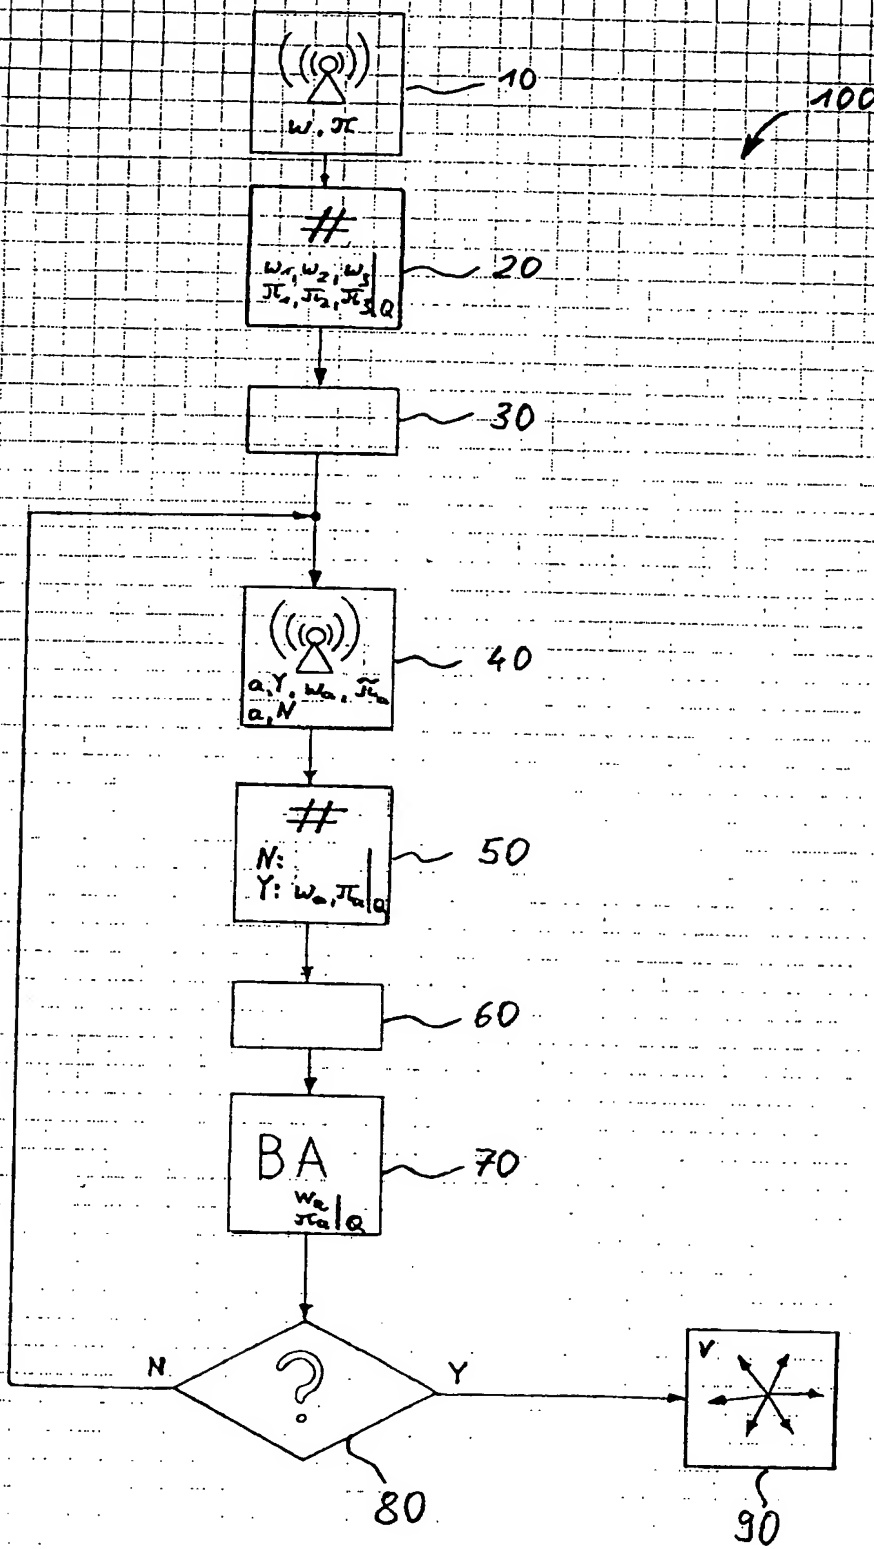 10
100
w, π
#
w₁, w₂, w₃
π₁, π₂, π₃|Q
20
30
40
a, Y, wₐ, π̃ₐ
a, N
#
50
N:
Y: wₐ, πₐ|Q
60
BA
70
wₐ
πₐ|Q
N
?
Y
V
80
90